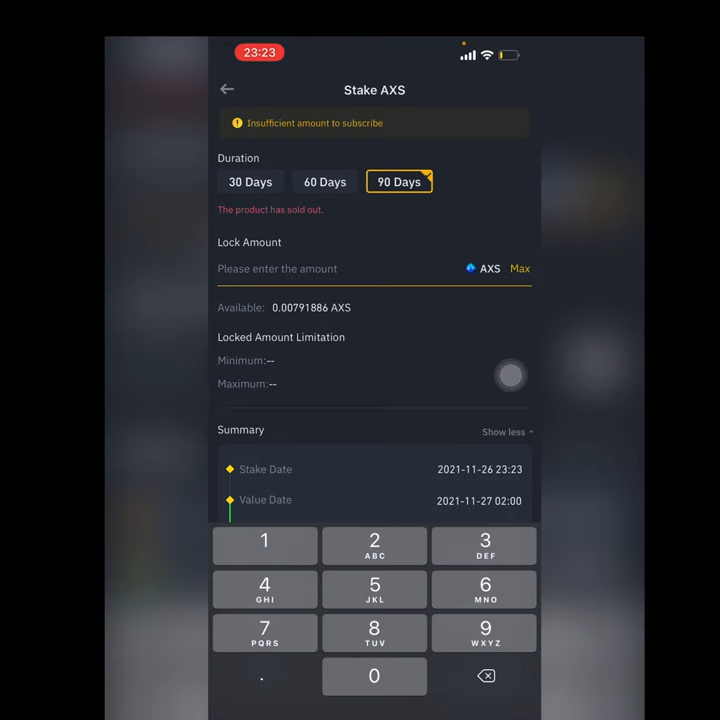 23:23
Stake AXS
Insufficient amount to subscribe
Duration
30 Days 60 Days 90 Days
The product has sold out.
Lock Amount
Please enter the amount AXS Max
Available: 0.00791886 AXS
Locked Amount Limitation
Minimum:--
Maximum:--
Summary Show less
Stake Date 2021-11-26 23:23
Value Date 2021-11-27 02:00
1 2 3
ABC DEF
4 5 6
GHI JKL MNO
7 8 9
PQRS TUV WXYZ
. 0